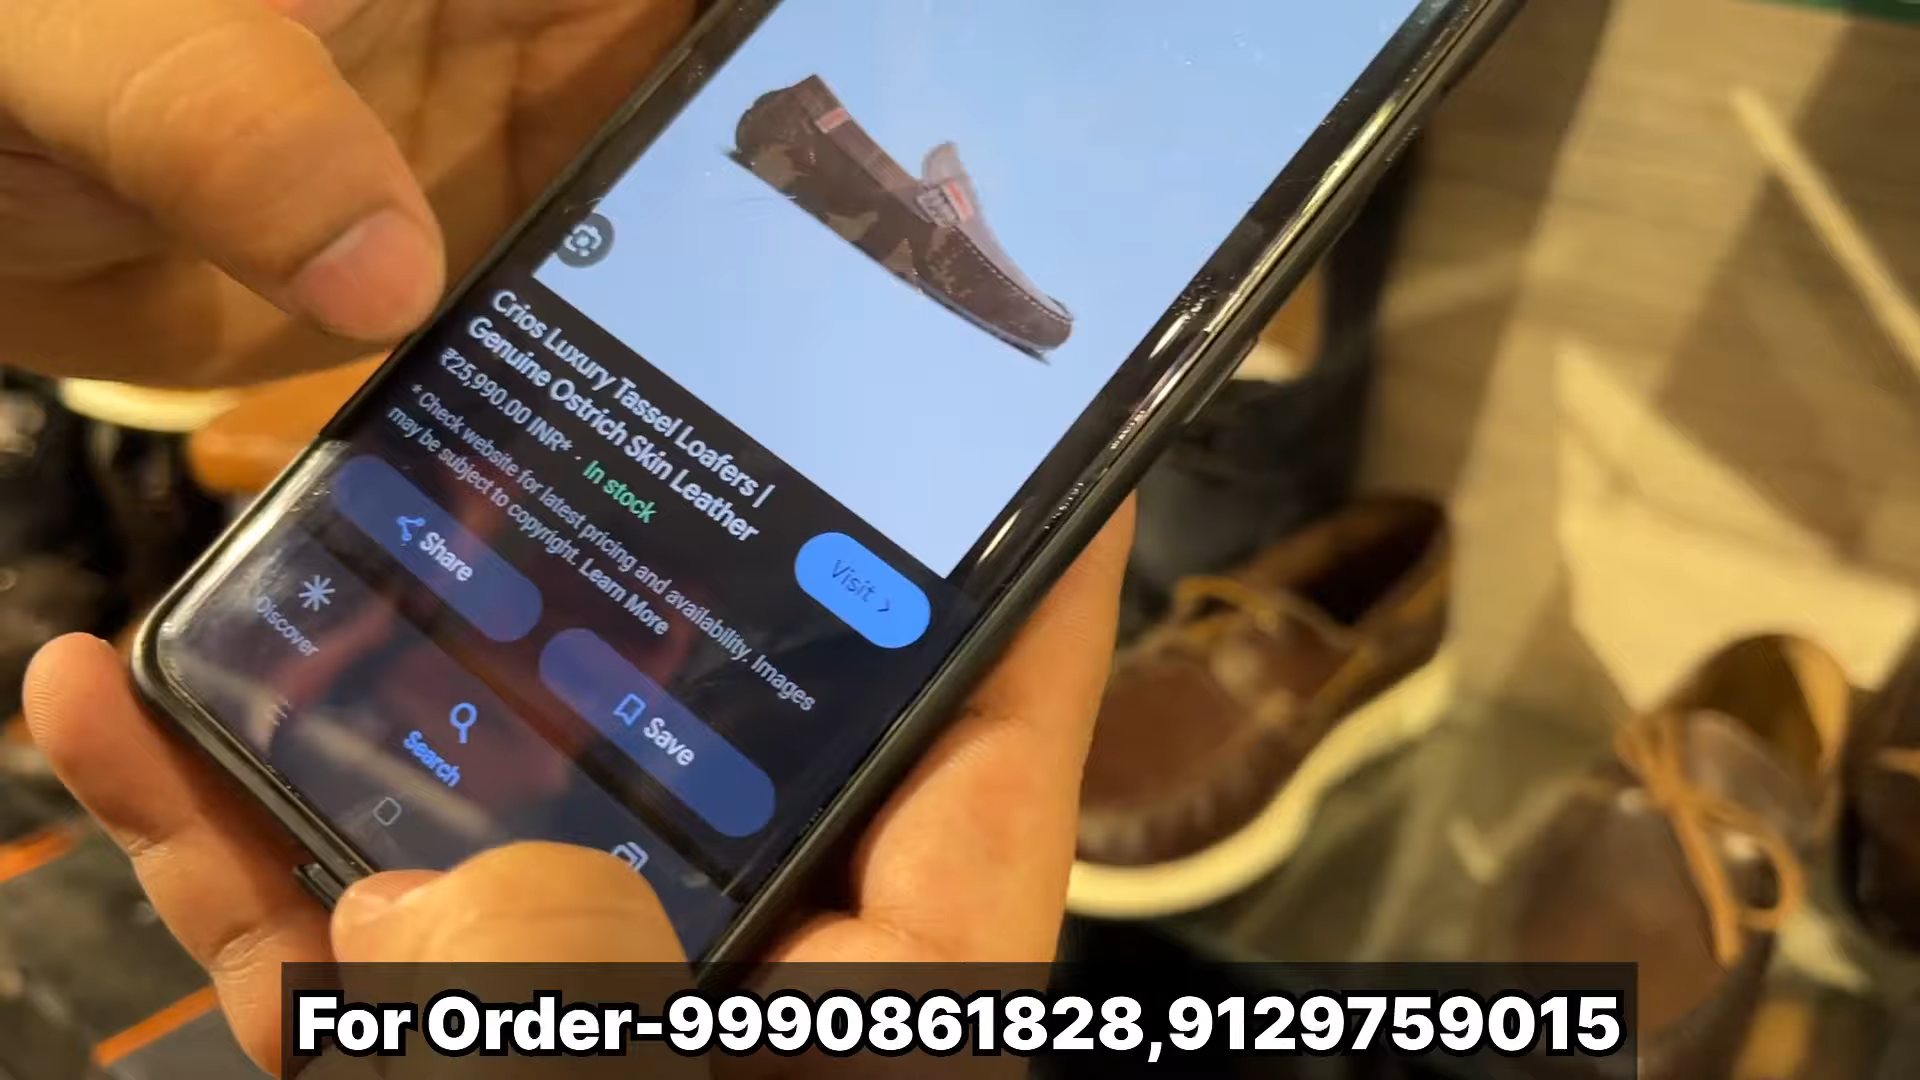 Crios Luxury Tassel Loafers |
Genuine Ostrich Skin Leather
₹25,990.00 INR* · In stock
* Check website for latest pricing and availability. Images
may be subject to copyright. Learn More
Visit >
Share
Save
Discover
Search
For Order-9990861828,9129759015